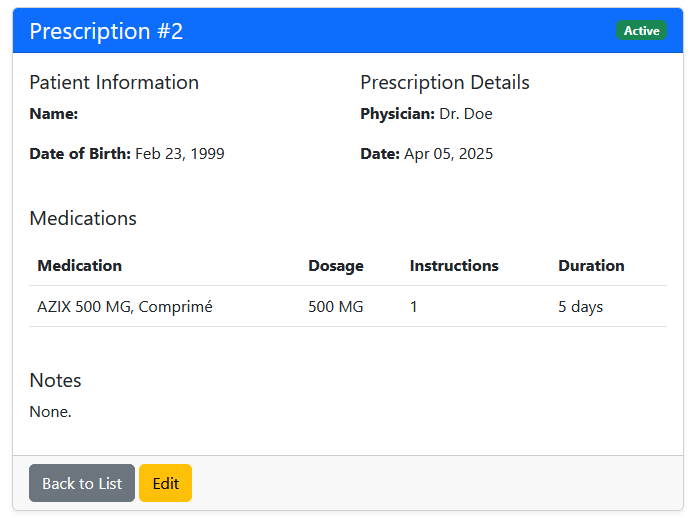 Prescription #2
Active
Patient Information
Name:
Date of Birth: Feb 23, 1999
Prescription Details
Physician: Dr. Doe
Date: Apr 05, 2025
Medications
Medication Dosage Instructions Duration
AZIX 500 MG, Comprimé 500 MG 1 5 days
Notes
None.
Back to List Edit